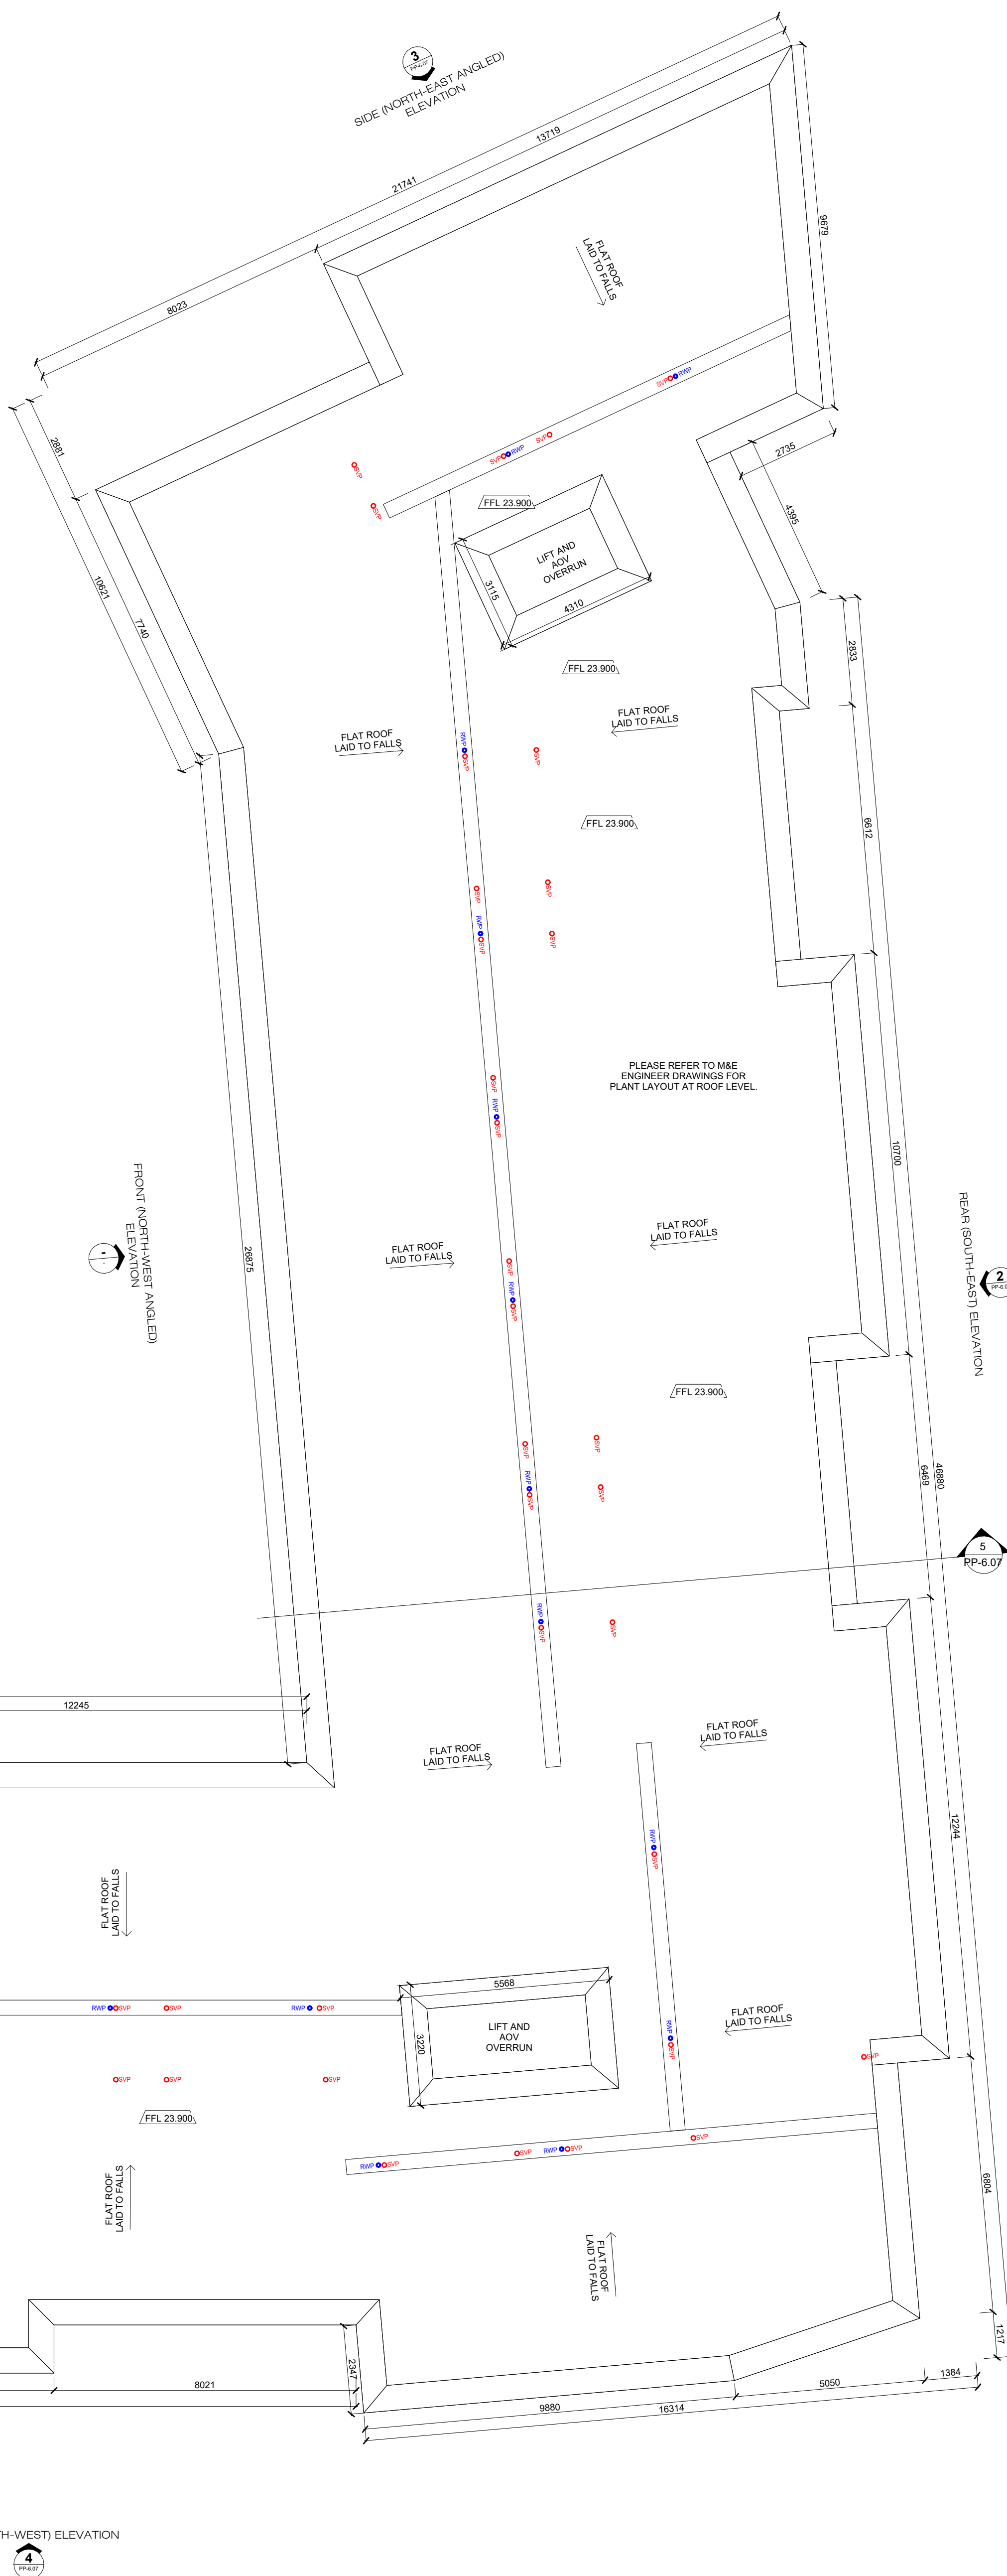 3
PP-6.07
SIDE (NORTH-EAST ANGLED)
ELEVATION
13719
21741
8023
9679
FLAT ROOF
LAID TO FALLS
2881
10621
7740
SVP
RWP
SVP
SVP
RWP
SVP
SVP
2735
4395
FFL 23.900
LIFT AND
AOV
OVERRUN
3115
4310
2833
FFL 23.900
FLAT ROOF
LAID TO FALLS
FLAT ROOF
LAID TO FALLS
RWP
SVP
SVP
FFL 23.900
6612
SVP
SVP
RWP
SVP
SVP
PLEASE REFER TO M&E
ENGINEER DRAWINGS FOR
PLANT LAYOUT AT ROOF LEVEL.
SVP
RWP
SVP
10700
FRONT (NORTH-WEST ANGLED)
ELEVATION
-
26875
FLAT ROOF
LAID TO FALLS
FLAT ROOF
LAID TO FALLS
REAR (SOUTH-EAST) ELEVATION
2
SVP
RWP
SVP
FFL 23.900
SVP
SVP
RWP
SVP
SVP
6469
46880
5
PP-6.07
RWP
SVP
SVP
12245
FLAT ROOF
LAID TO FALLS
FLAT ROOF
LAID TO FALLS
12244
RWP
SVP
FLAT ROOF
LAID TO FALLS
5568
LIFT AND
AOV
OVERRUN
3220
RWP
SVP
SVP
RWP
SVP
FLAT ROOF
LAID TO FALLS
RWP
SVP
SVP
SVP
SVP
SVP
FFL 23.900
RWP
SVP
SVP
RWP
SVP
SVP
FLAT ROOF
LAID TO FALLS
6804
FLAT ROOF
LAID TO FALLS
1217
2347
8021
9880
16314
5050
1384
H-WEST) ELEVATION
4
PP-6.07